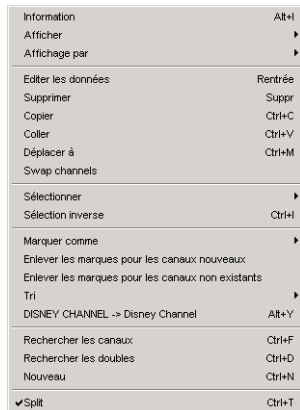 Information Alt+I
Afficher
Affichage par
Editer les données Rentrée
Supprimer Suppr
Copier Ctrl+C
Coller Ctrl+V
Déplacer à Ctrl+M
Swap channels
Sélectionner
Sélection inverse Ctrl+I
Marquer comme
Enlever les marques pour les canaux nouveaux
Enlever les marques pour les canaux non existants
Tri
DISNEY CHANNEL -> Disney Channel Alt+Y
Rechercher les canaux Ctrl+F
Rechercher les doubles Ctrl+D
Nouveau Ctrl+N
Split Ctrl+T